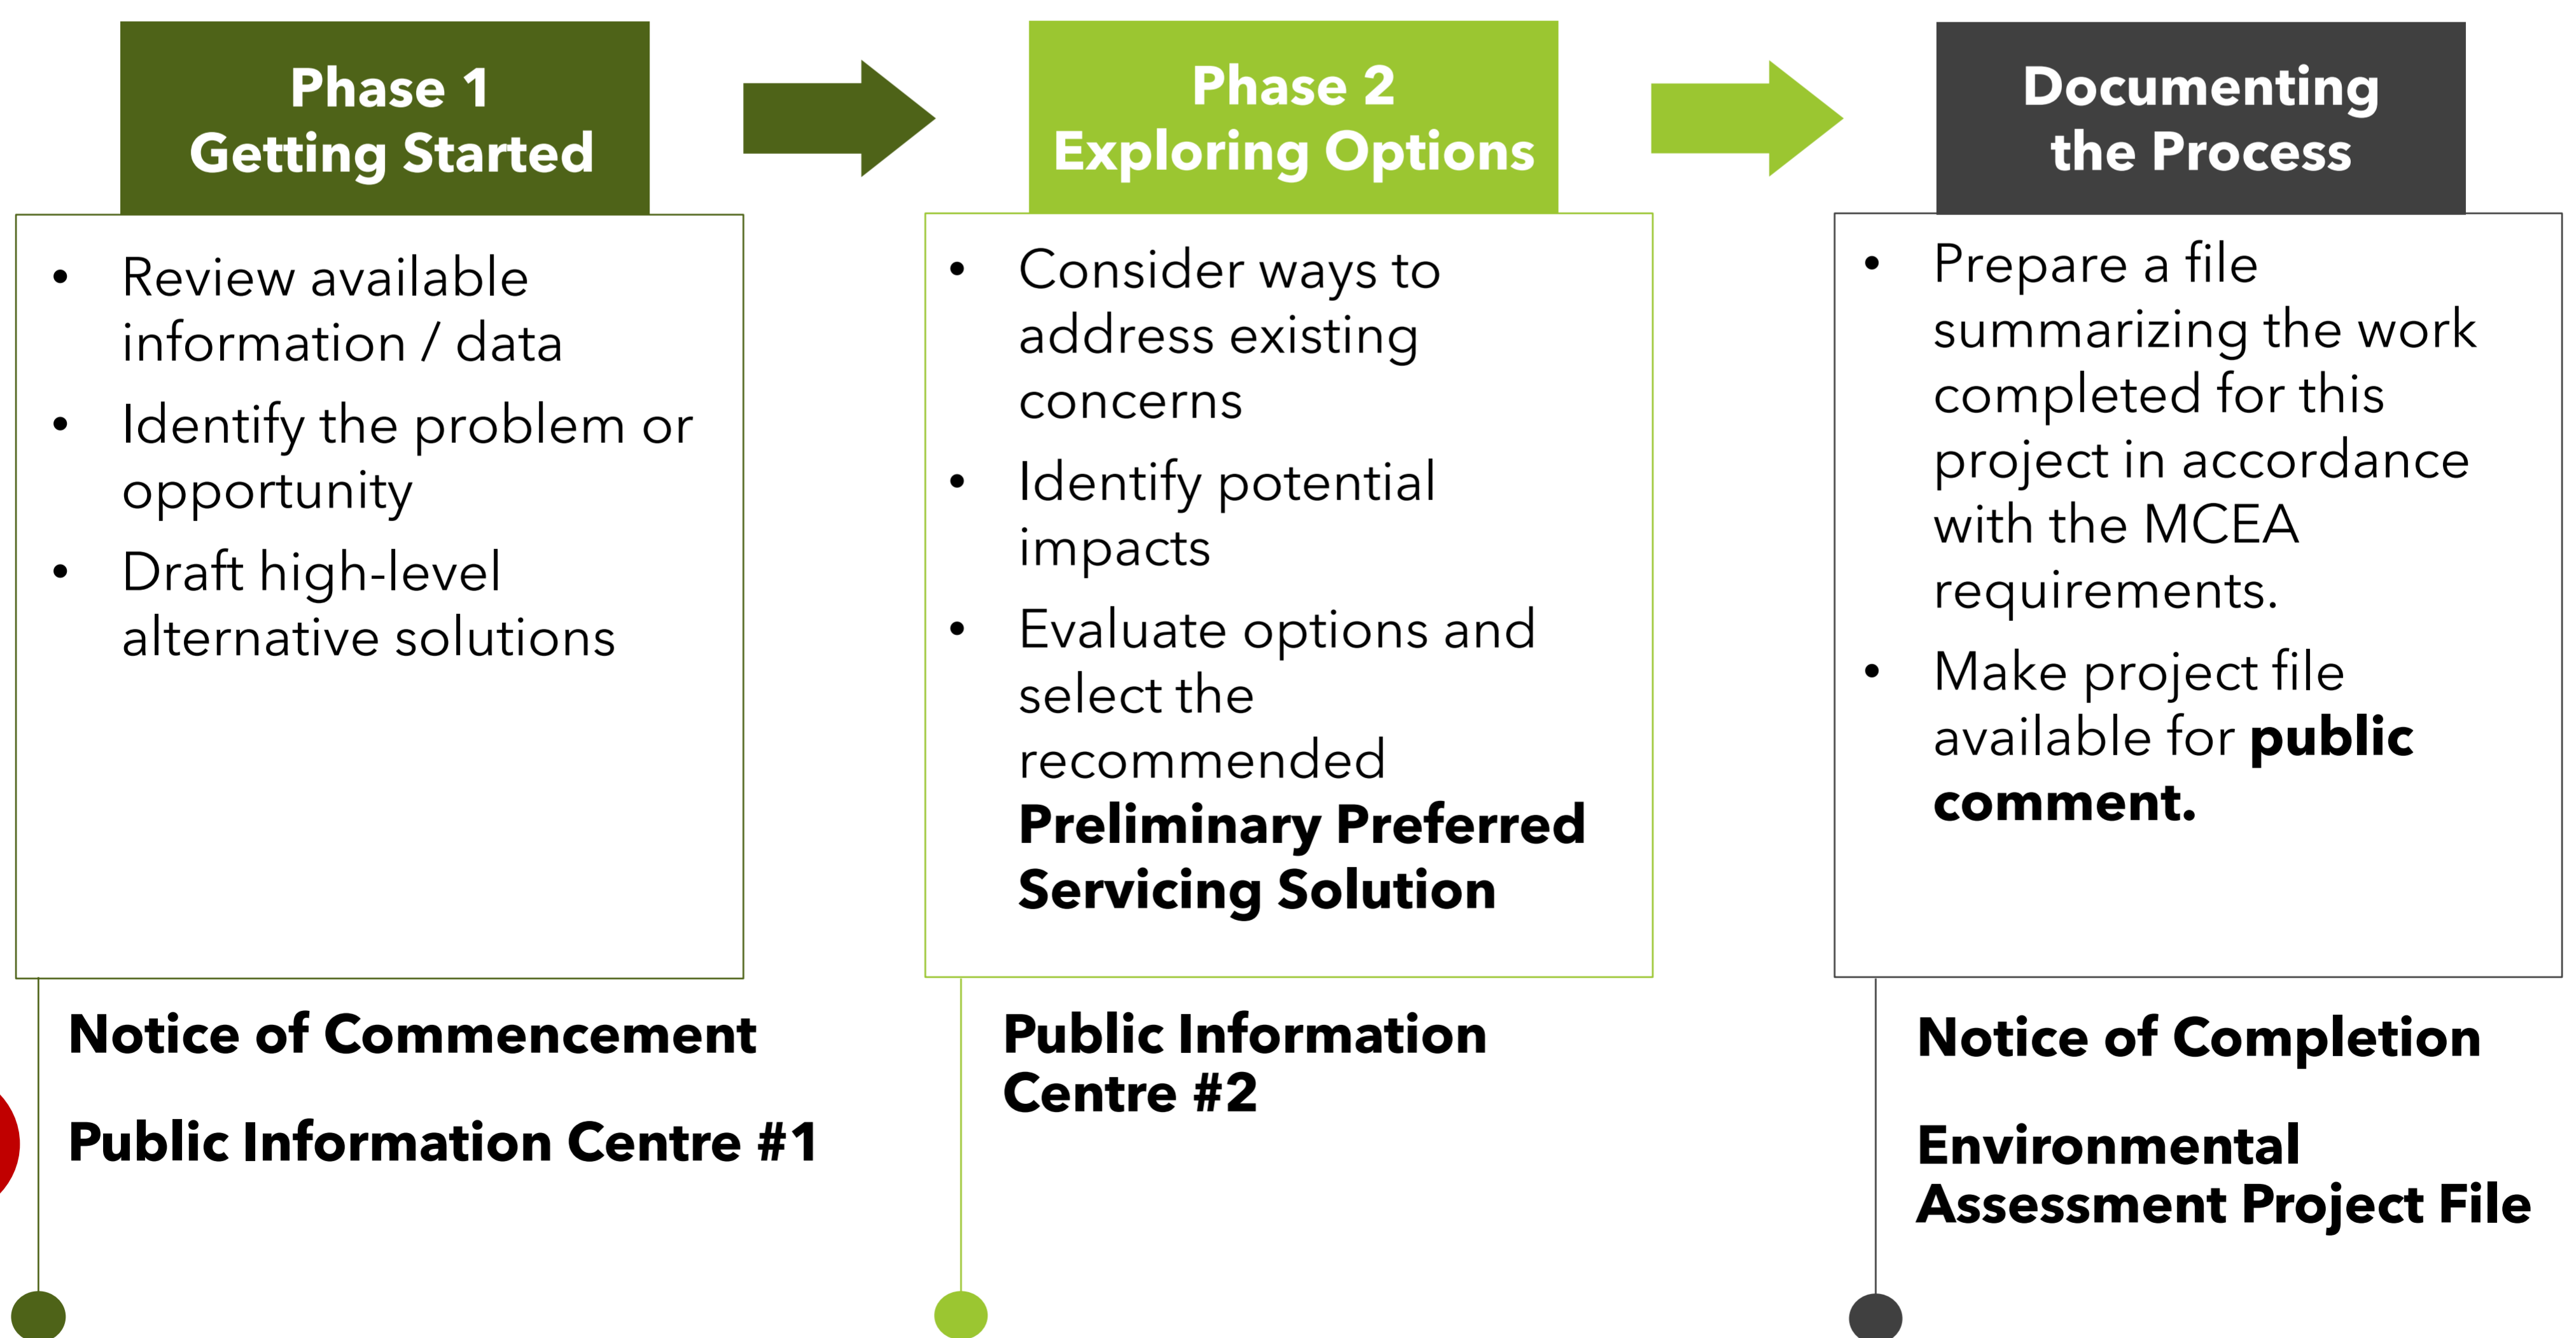 Phase 1
Getting Started
• Review available
information / data
• Identify the problem or
opportunity
• Draft high-level
alternative solutions
Notice of Commencement
Public Information Centre #1
Phase 2
Exploring Options
• Consider ways to
address existing
concerns
• Identify potential
impacts
• Evaluate options and
select the
recommended
Preliminary Preferred
Servicing Solution
Public Information
Centre #2
Documenting
the Process
• Prepare a file
summarizing the work
completed for this
project in accordance
with the MCEA
requirements.
• Make project file
available for public
comment.
Notice of Completion
Environmental
Assessment Project File